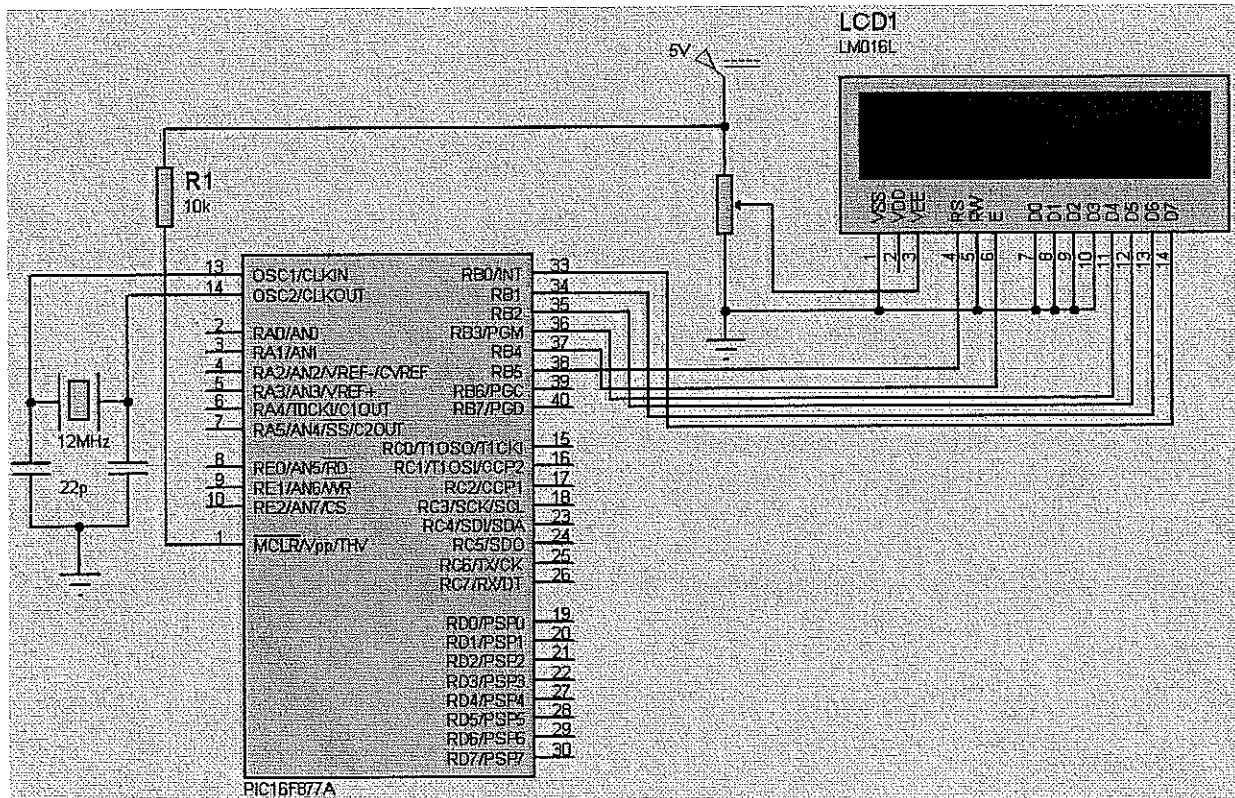 LCD1
LM016L
5V
R1
10k
VSS
VDD
VEE
RS
RW
E
D0
D1
D2
D3
D4
D5
D6
D7
1
2
3
4
5
6
7
8
9
10
11
12
13
14
13 OSC1/CLKIN
14 OSC2/CLKOUT
2 RA0/AN0
3 RA1/AN1
4 RA2/AN2/VREF-/CVREF
5 RA3/AN3/VREF+
6 RA4/T0CKI/C1OUT
7 RA5/AN4/SS/C2OUT
8 RE0/AN5/RD
9 RE1/AN6/WR
10 RE2/AN7/CS
1 MCLR/Vpp/THV
RB0/INT 33
RB1 34
RB2 35
RB3/PGM 36
RB4 37
RB5 38
RB6/PGC 39
RB7/PGD 40
RC0/T1OSO/T1CKI 15
RC1/T1OSI/CCP2 16
RC2/CCP1 17
RC3/SCK/SCL 18
RC4/SDI/SDA 23
RC5/SDO 24
RC6/TX/CK 25
RC7/RX/DT 26
RD0/PSP0 19
RD1/PSP1 20
RD2/PSP2 21
RD3/PSP3 22
RD4/PSP4 27
RD5/PSP5 28
RD6/PSP6 29
RD7/PSP7 30
12MHz
22p
PIC16F877A